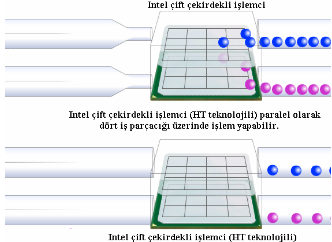 Intel çift çekirdekli işlemci
Intel çift çekirdekli işlemci (HT teknolojili) paralel olarak
dört iş parçacığı üzerinde işlem yapabilir.
Intel çift çekirdekli işlemci (HT teknolojili)